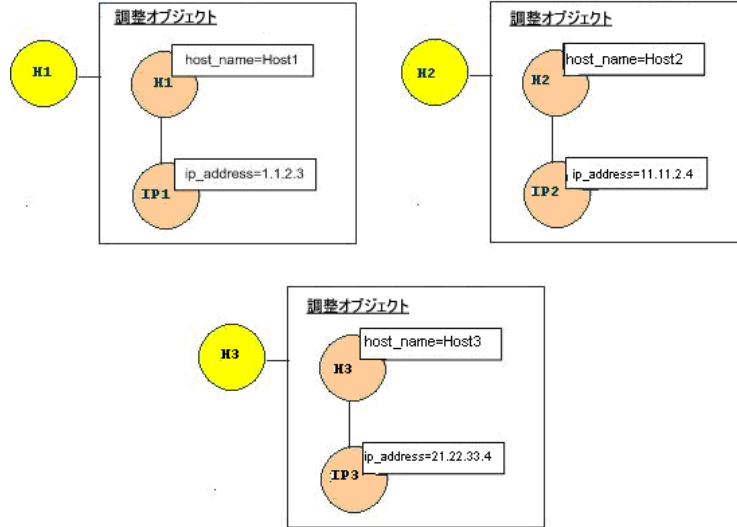 調整オブジェクト
H1
H1
host_name=Host1
IP1
ip_address=1.1.2.3
調整オブジェクト
H2
H2
host_name=Host2
IP2
ip_address=11.11.2.4
調整オブジェクト
H3
H3
host_name=Host3
IP3
ip_address=21.22.33.4